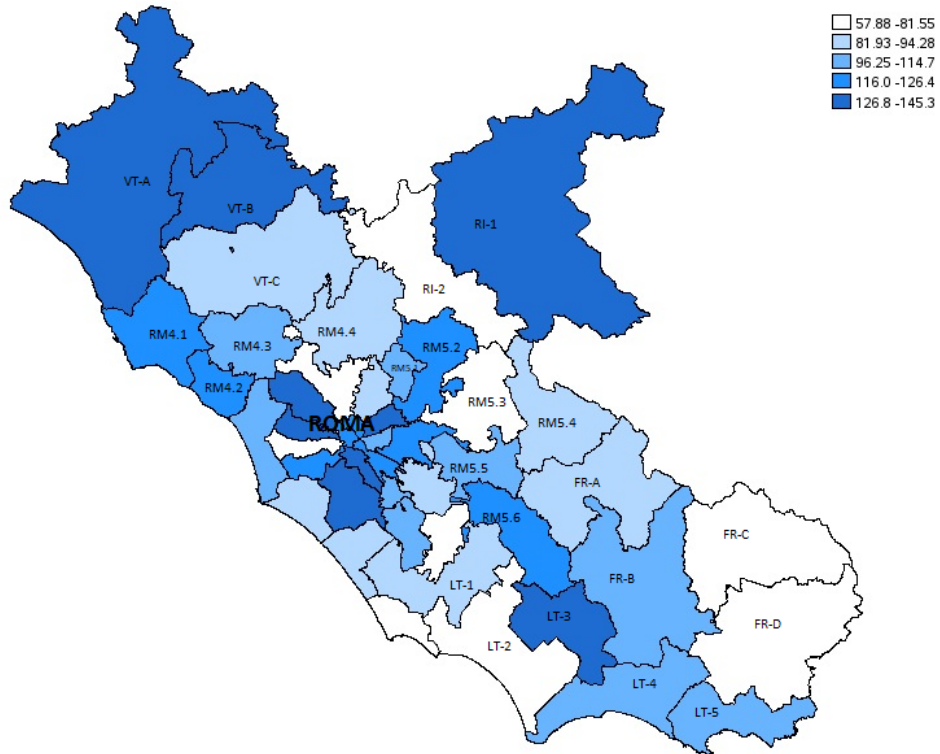 57.88 -81.55
81.93 -94.28
96.25 -114.7
116.0 -126.4
126.8 -145.3
VT-A
VT-B
RI-1
VT-C
RI-2
RM4.1
RM4.3
RM4.4
RM5.2
RM4.2
RM5.1
RM5.3
ROMA
RM5.4
RM5.5
FR-A
RM5.6
FR-C
LT-1
FR-B
LT-3
FR-D
LT-2
LT-4
LT-5